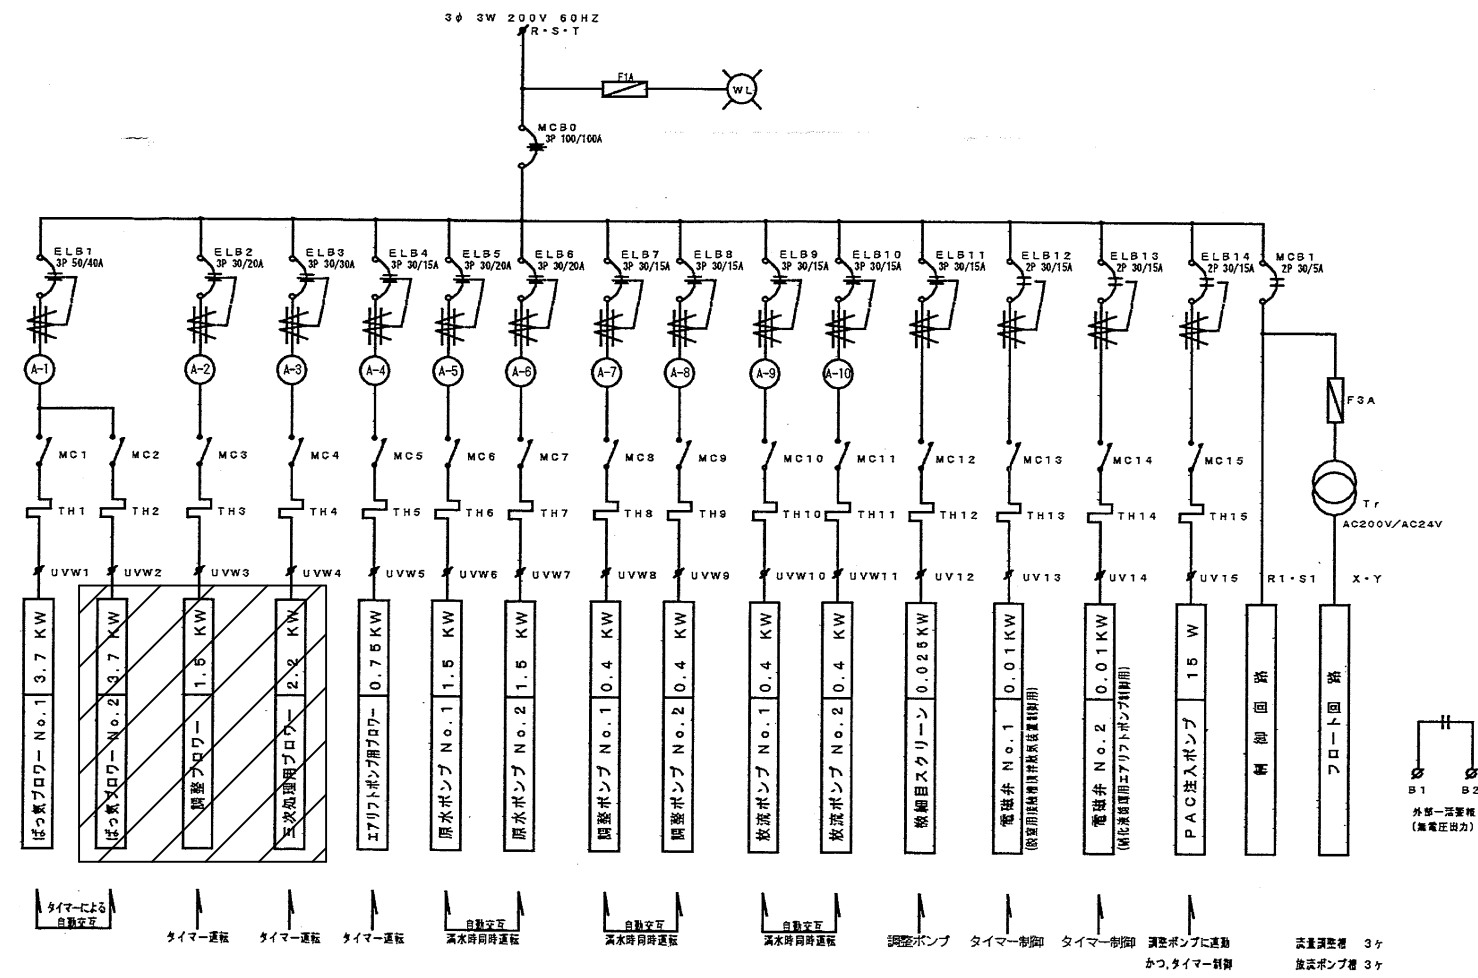 3φ 3W 200V 60HZ
R・S・T
F1A
WL
MCB0
3P 100/100A
ELB1
3P 50/40A
ELB2
3P 30/20A
ELB3
3P 30/30A
ELB4
3P 30/15A
ELB5
3P 30/20A
ELB6
3P 30/20A
ELB7
3P 30/15A
ELB8
3P 30/15A
ELB9
3P 30/15A
ELB10
3P 30/15A
ELB11
3P 30/15A
ELB12
2P 30/15A
ELB13
2P 30/15A
ELB14
2P 30/15A
MCB1
2P 30/5A
A-1
A-2
A-3
A-4
A-5
A-6
A-7
A-8
A-9
A-10
F3A
MC1
MC2
MC3
MC4
MC5
MC6
MC7
MC8
MC9
MC10
MC11
MC12
MC13
MC14
MC15
TH1
TH2
TH3
TH4
TH5
TH6
TH7
TH8
TH9
TH10
TH11
TH12
TH13
TH14
TH15
Tr
AC200V/AC24V
UVW1
UVW2
UVW3
UVW4
UVW5
UVW6
UVW7
UVW8
UVW9
UVW10
UVW11
UV12
UV13
UV14
UV15
R1・S1
X・Y
ばっ気ブロワー No.1 3.7 KW
ばっ気ブロワー No.2 3.7 KW
調整ブロワー 1.5 KW
三次処理用ブロワー 2.2 KW
エアリフトポンプ用ブロワー 0.75KW
原水ポンプ No.1 1.5 KW
原水ポンプ No.2 1.5 KW
調整ポンプ No.1 0.4 KW
調整ポンプ No.2 0.4 KW
放流ポンプ No.1 0.4 KW
放流ポンプ No.2 0.4 KW
微細目スクリーン 0.025KW
電磁弁 No.1 0.01KW
電磁弁 No.2 0.01KW
(硝化液循環用エアリフトポンプ制御用)
PAC注入ポンプ 15 W
制御回路
フロート回路
B1
B2
外部一括警報
(無電圧出力)
タイマーによる
自動交互
タイマー運転
タイマー運転
タイマー運転
自動交互
満水時同時運転
自動交互
満水時同時運転
自動交互
満水時同時運転
調整ポンプ
タイマー制御
タイマー制御
調整ポンプに連動
かつ,タイマー制御
流量調整槽 3ヶ
放流ポンプ槽 3ヶ